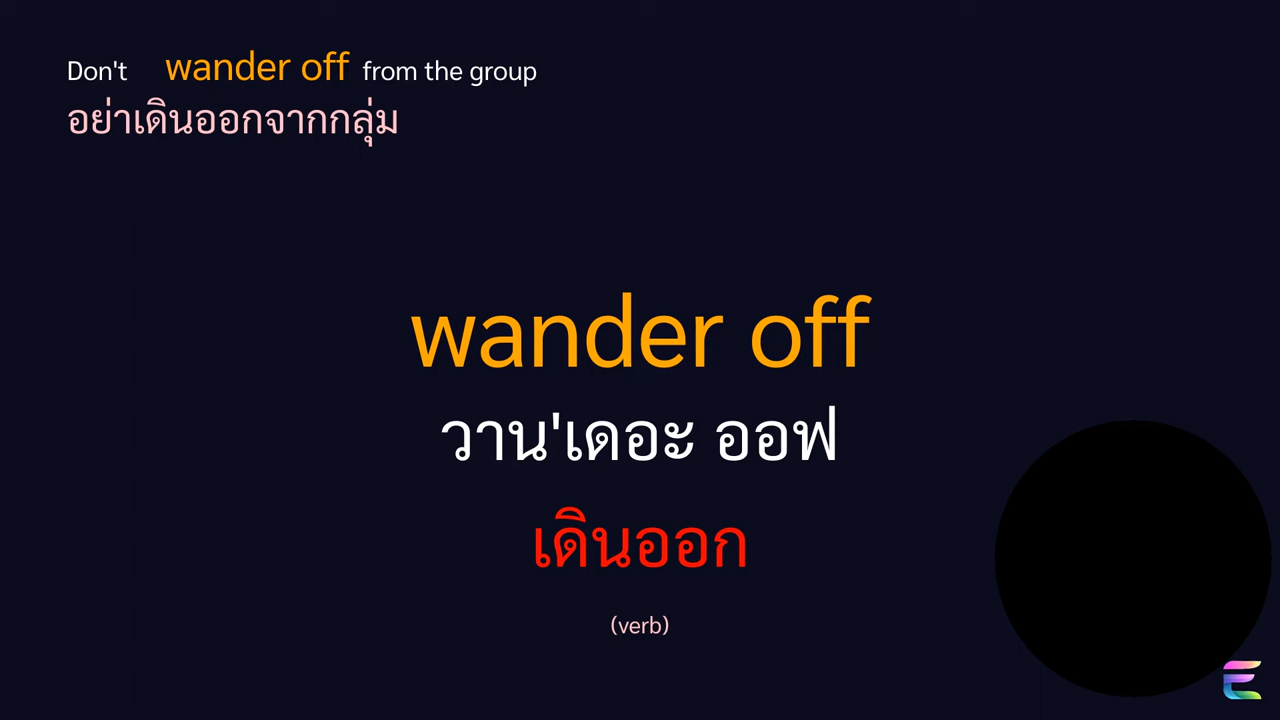 Don't wander off from the group
อย่าเดินออกจากกลุ่ม
wander off
วาน'เดอะ ออฟ
เดินออก
(verb)